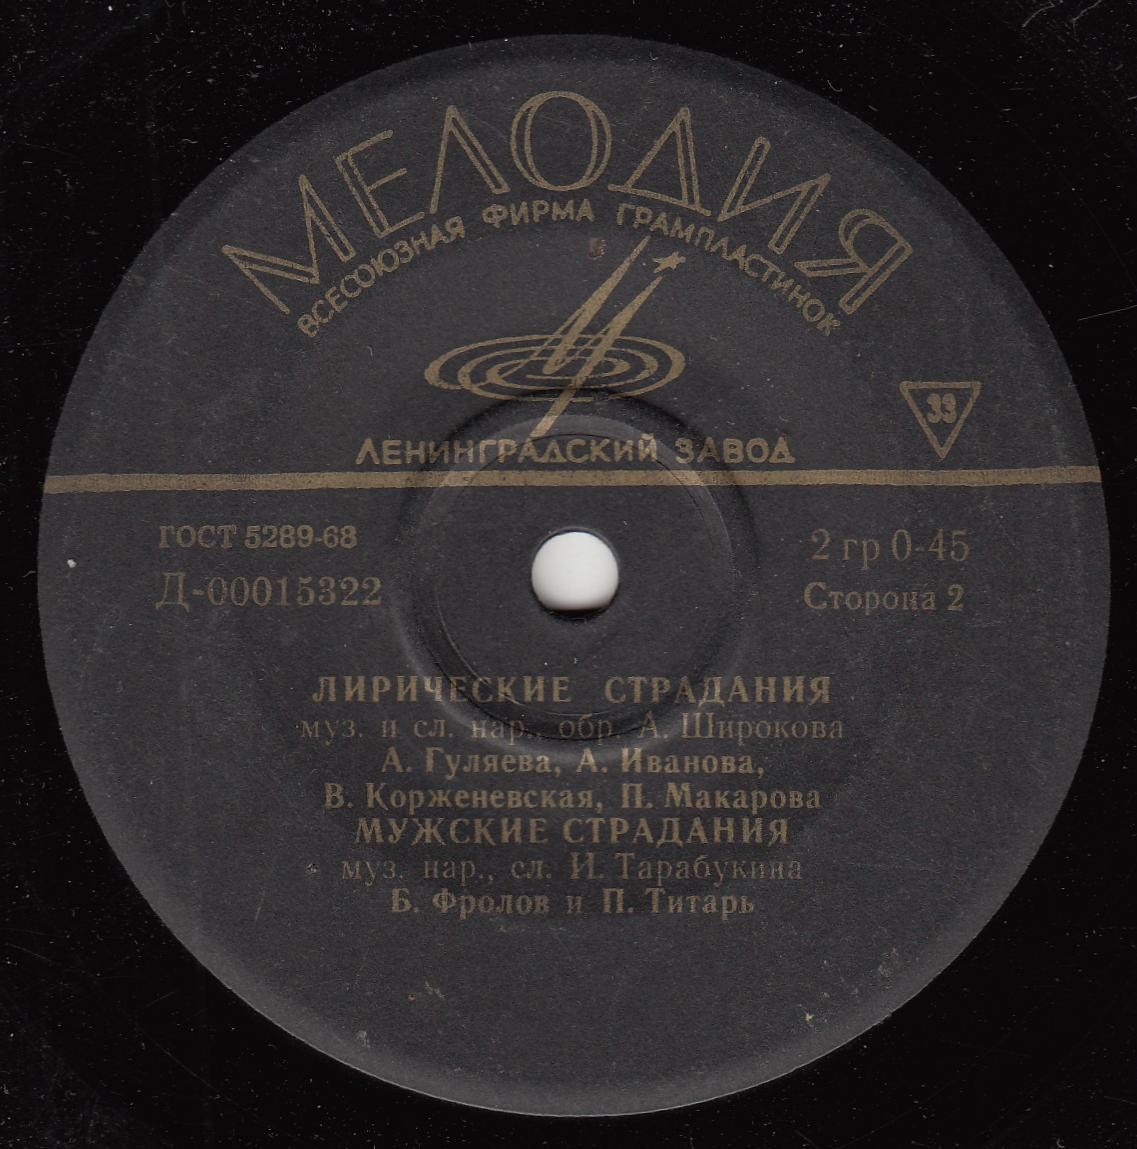 МЕЛОДИЯ
ВСЕСОЮЗНАЯ ФИРМА ГРАМПЛАСТИНОК
33
ЛЕНИНГРАДСКИЙ ЗАВОД
ГОСТ 5289-68 2 гр 0-45
Д-00015322 Сторона 2
ЛИРИЧЕСКИЕ СТРАДАНИЯ
муз. и сл. нар., обр. А. Широкова
А. Гуляева, А. Иванова,
В. Корженевская, П. Макарова
МУЖСКИЕ СТРАДАНИЯ
муз. нар., сл. И. Тарабукина
Б. Фролов и П. Титарь